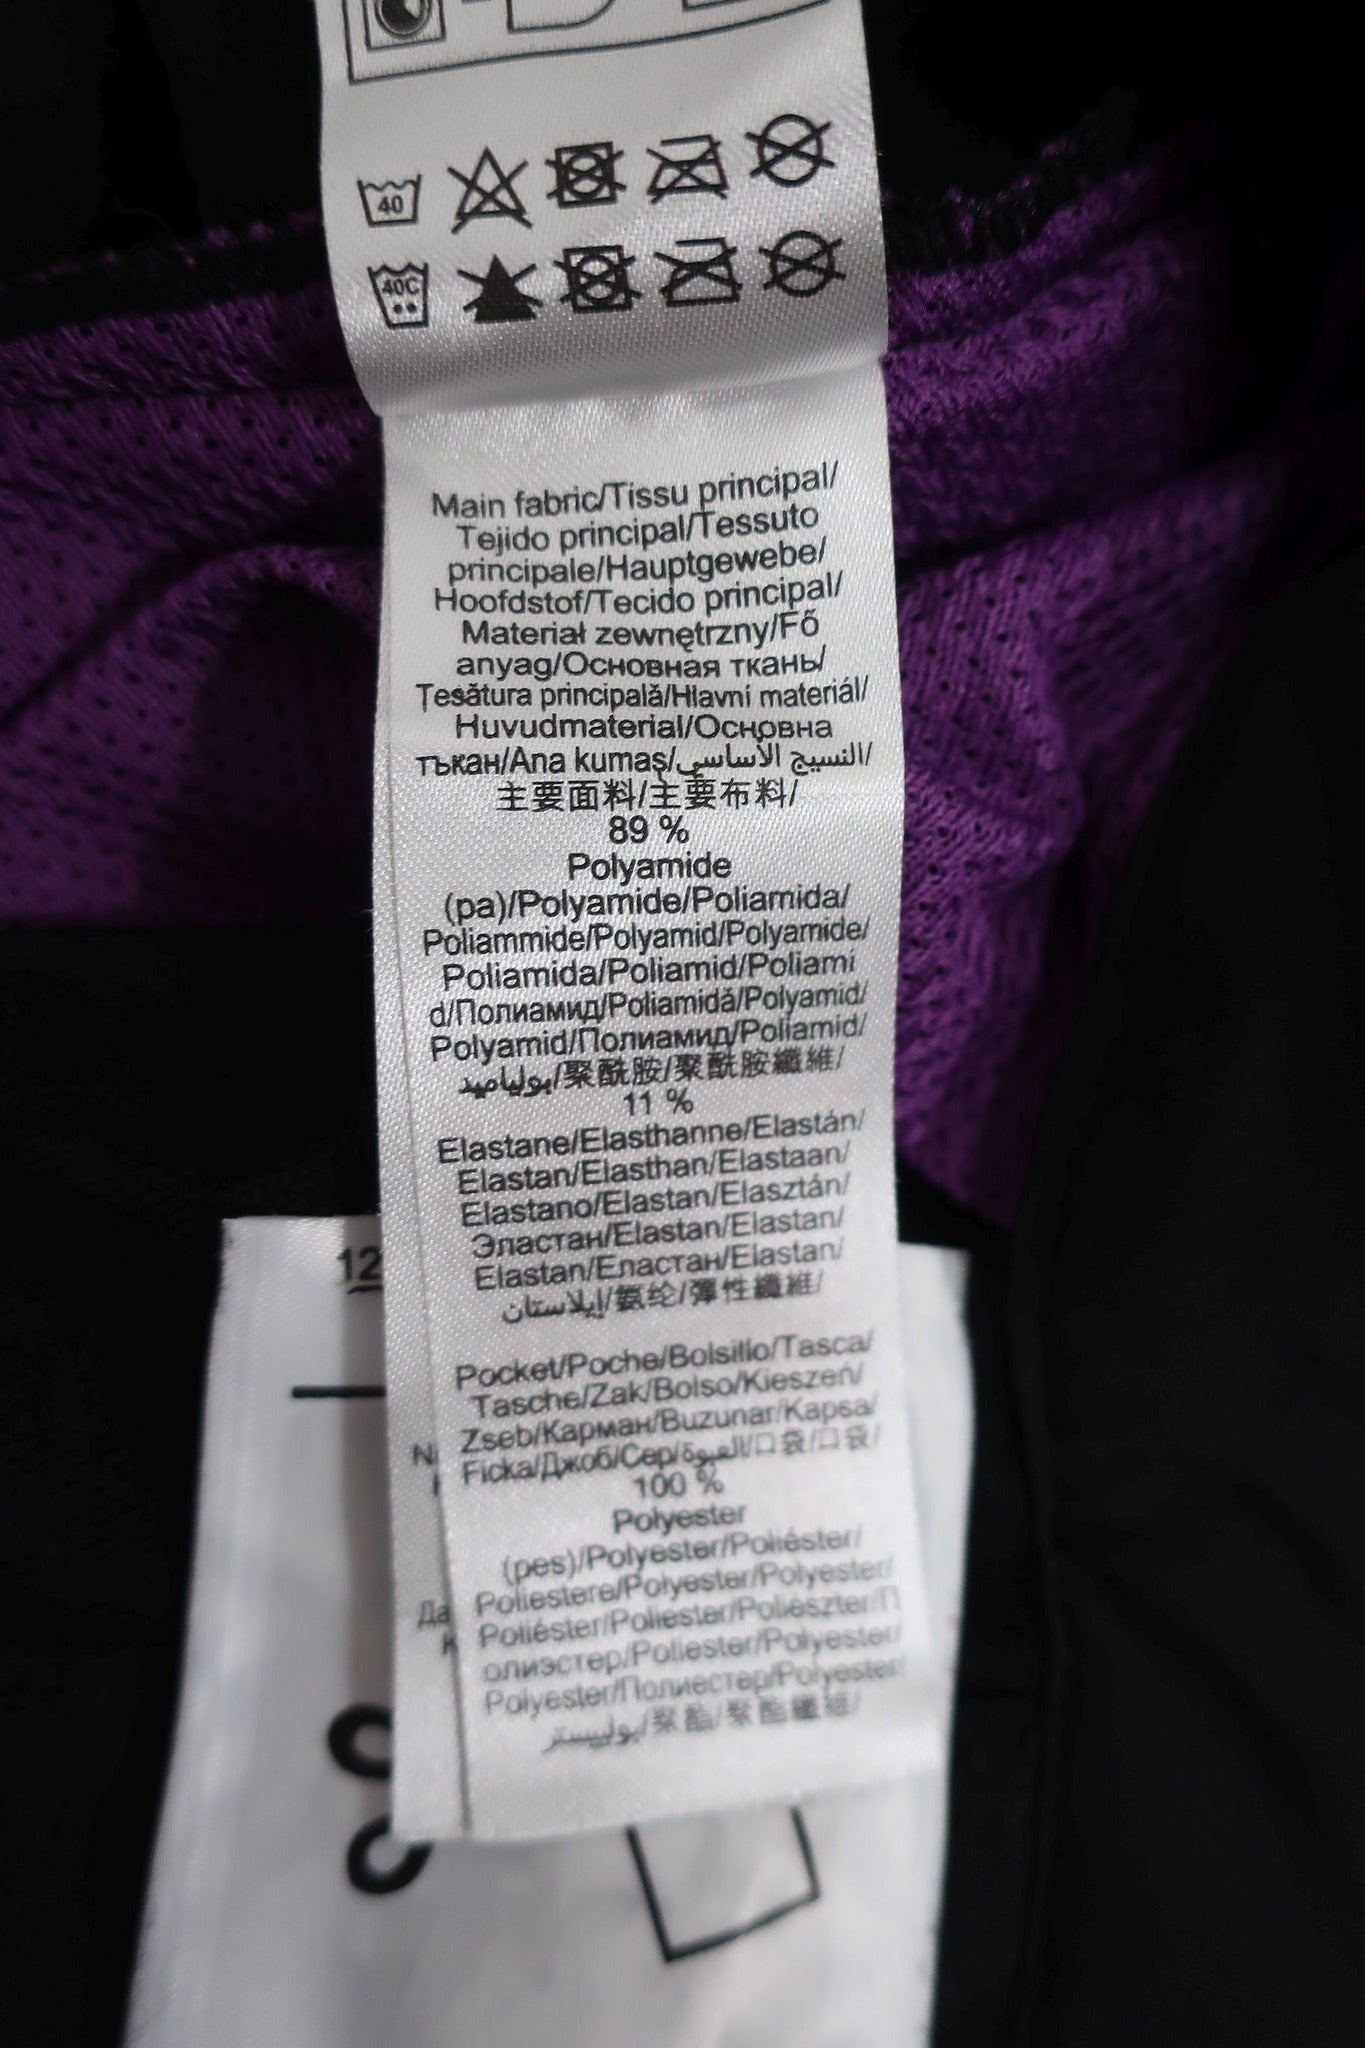 40
40C
Main fabric/Tissu principal/
Tejido principal/Tessuto
principale/Hauptgewebe/
Hoofdstof/Tecido principal/
Materiał zewnętrzny/Fő
anyag/Основная ткань/
Țesătura principală/Hlavní materiál/
Huvudmaterial/Основна
тъкан/Ana kumaş/النسيج الأساسي/
主要面料/主要布料/
89 %
Polyamide
(pa)/Polyamide/Poliamida/
Poliammide/Polyamid/Polyamide/
Poliamida/Poliamid/Poliami
d/Полиамид/Poliamidă/Polyamid/
Polyamid/Полиамид/Poliamid/
بولياميد/聚酰胺/聚酰胺纖維/
11 %
Elastane/Elasthanne/Elastán/
Elastan/Elasthan/Elastaan/
Elastano/Elastan/Elasztán/
Эластан/Elastan/Elastan/
Elastan/Еластан/Elastan/
إيلاستان/氨纶/彈性纖維/
Pocket/Poche/Bolsillo/Tasca/
Tasche/Zak/Bolso/Kieszeń/
Zseb/Карман/Buzunar/Kapsa/
Ficka/Джоб/Cep/العبوة/口袋/口袋/
100 %
Polyester
(pes)/Polyester/Poliéster/
Poliestere/Polyester/Polyester/
Poliéster/Poliester/Poliészter/П
олиэстер/Poliester/Polyester/
Polyester/Полиестер/Polyester/
بوليستر/聚酯/聚酯纖維/
12
Да